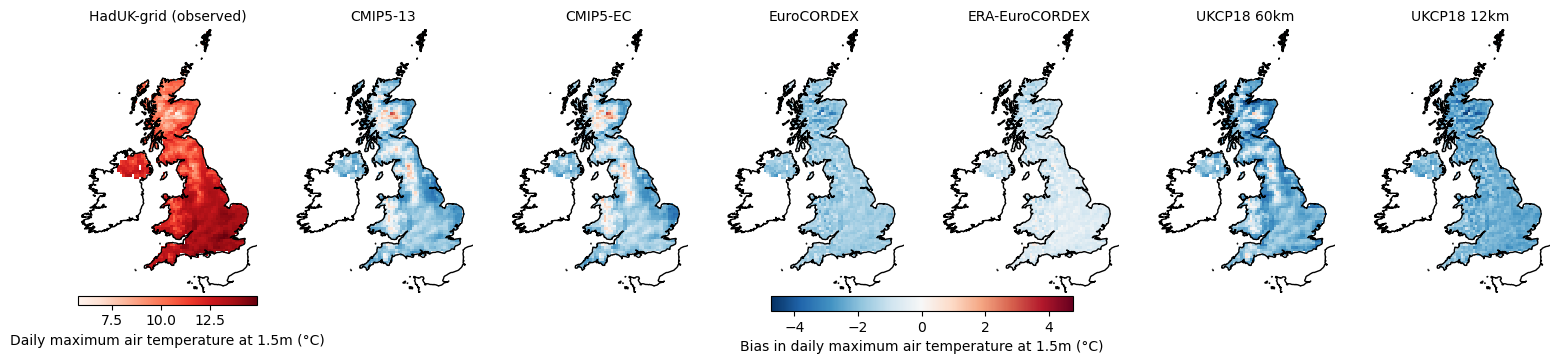 HadUK-grid (observed)
CMIP5-13
CMIP5-EC
EuroCORDEX
ERA-EuroCORDEX
UKCP18 60km
UKCP18 12km
7.5 10.0 12.5
Daily maximum air temperature at 1.5m (°C)
−4 −2 0 2 4
Bias in daily maximum air temperature at 1.5m (°C)